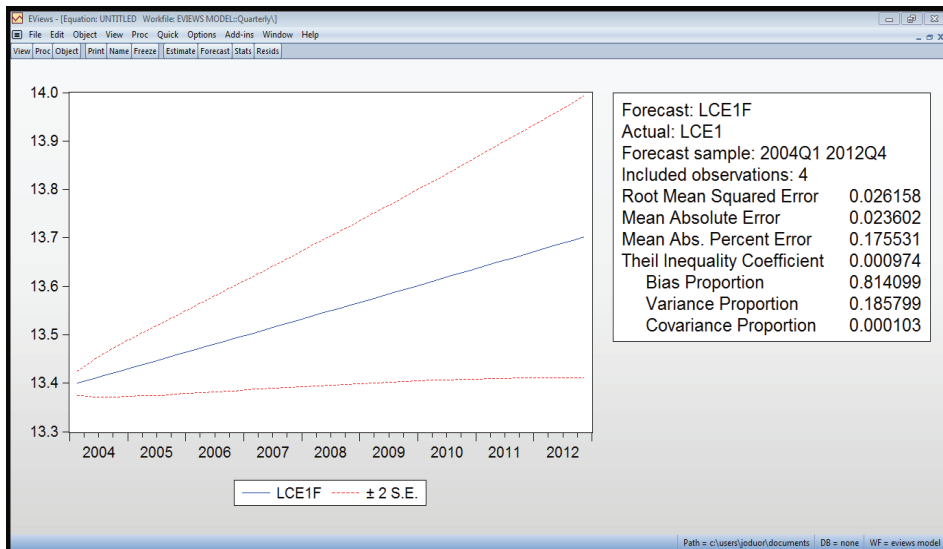 EViews - [Equation: UNTITLED Workfile: EVIEWS MODEL::Quarterly\]
File Edit Object View Proc Quick Options Add-ins Window Help
View Proc Object Print Name Freeze Estimate Forecast Stats Resids
14.0
13.9
13.8
13.7
13.6
13.5
13.4
13.3
2004 2005 2006 2007 2008 2009 2010 2011 2012
LCE1F ± 2 S.E.
Forecast: LCE1F
Actual: LCE1
Forecast sample: 2004Q1 2012Q4
Included observations: 4
Root Mean Squared Error 0.026158
Mean Absolute Error 0.023602
Mean Abs. Percent Error 0.175531
Theil Inequality Coefficient 0.000974
Bias Proportion 0.814099
Variance Proportion 0.185799
Covariance Proportion 0.000103
Path = c:\users\joduor\documents DB = none WF = eviews model